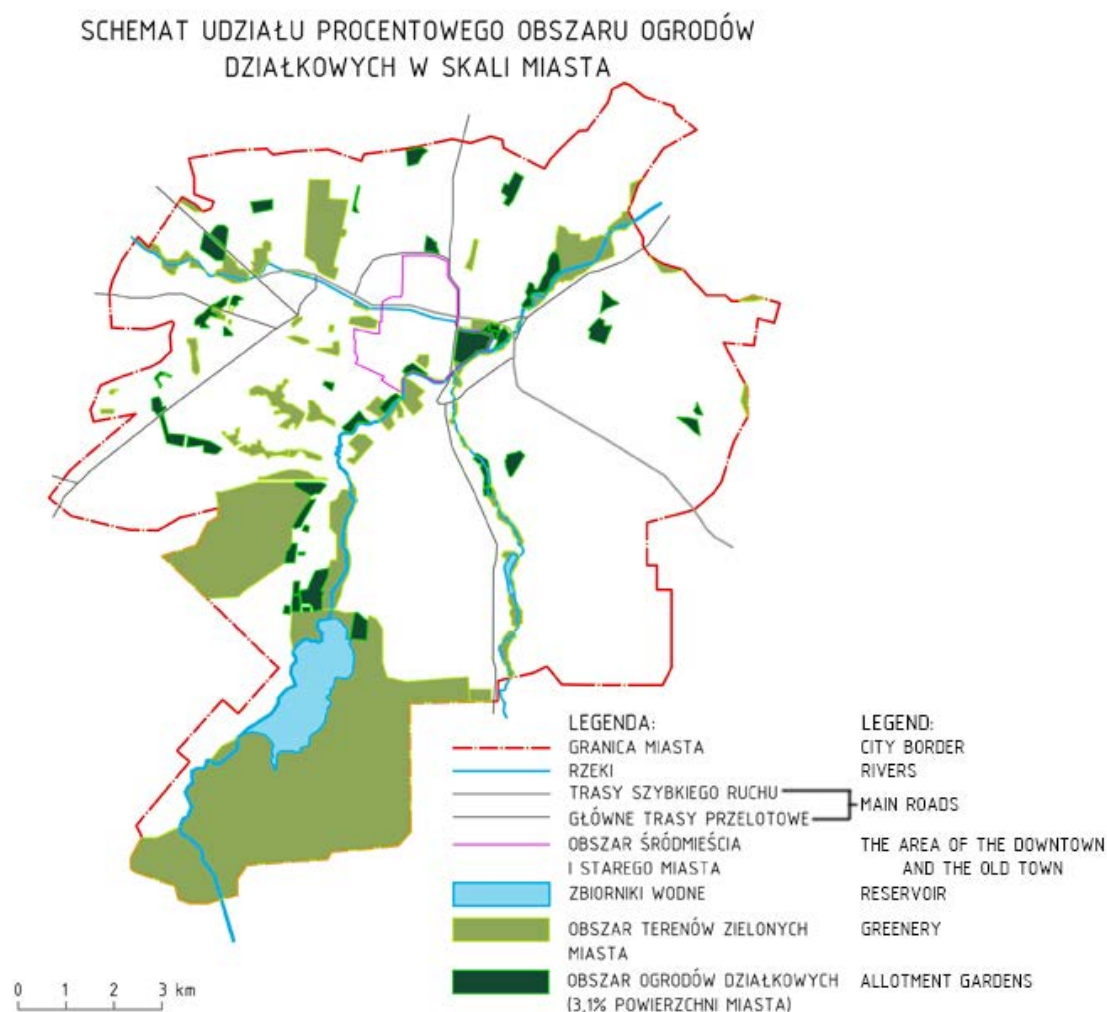 SCHEMAT UDZIAŁU PROCENTOWEGO OBSZARU OGRODÓW
DZIAŁKOWYCH W SKALI MIASTA
LEGENDA: LEGEND:
GRANICA MIASTA CITY BORDER
RZEKI RIVERS
TRASY SZYBKIEGO RUCHU
MAIN ROADS
GŁÓWNE TRASY PRZELOTOWE
OBSZAR ŚRÓDMIEŚCIA THE AREA OF THE DOWNTOWN
I STAREGO MIASTA AND THE OLD TOWN
ZBIORNIKI WODNE RESERVOIR
OBSZAR TERENÓW ZIELONYCH GREENERY
MIASTA
OBSZAR OGRODÓW DZIAŁKOWYCH ALLOTMENT GARDENS
(3,1% POWIERZCHNI MIASTA)
0 1 2 3 km